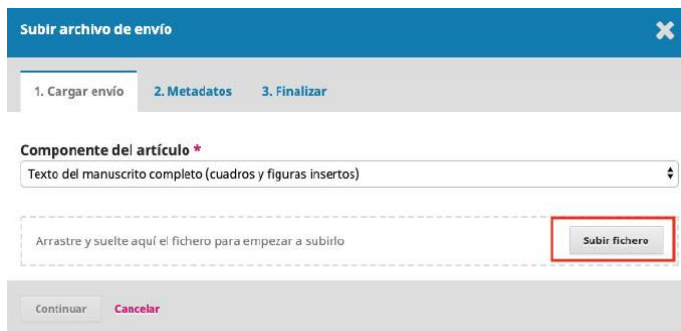 Subir archivo de envío
1. Cargar envío 2. Metadatos 3. Finalizar
Componente del artículo *
Texto del manuscrito completo (cuadros y figuras insertos)
Arrastre y suelte aquí el fichero para empezar a subirlo Subir fichero
Continuar Cancelar